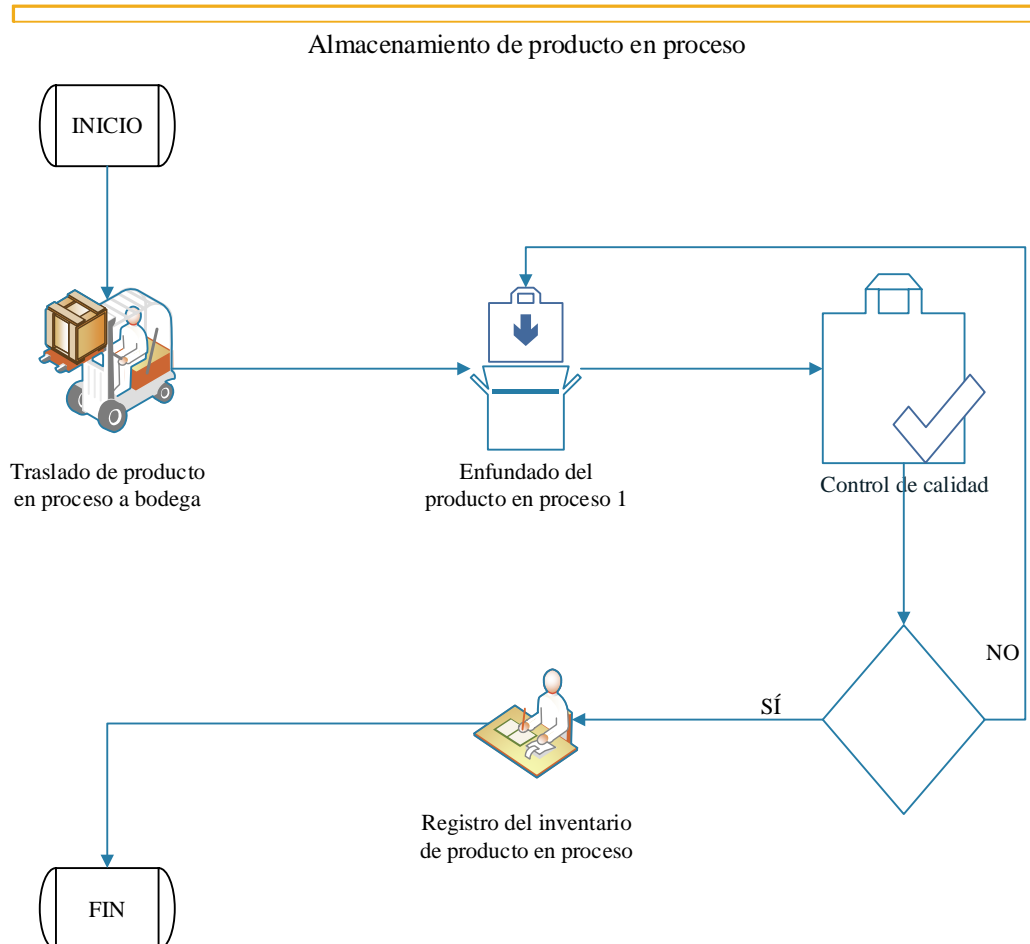 Almacenamiento de producto en proceso
INICIO
Traslado de producto
en proceso a bodega
Enfundado del
producto en proceso 1
Control de calidad
NO
SÍ
Registro del inventario
de producto en proceso
FIN